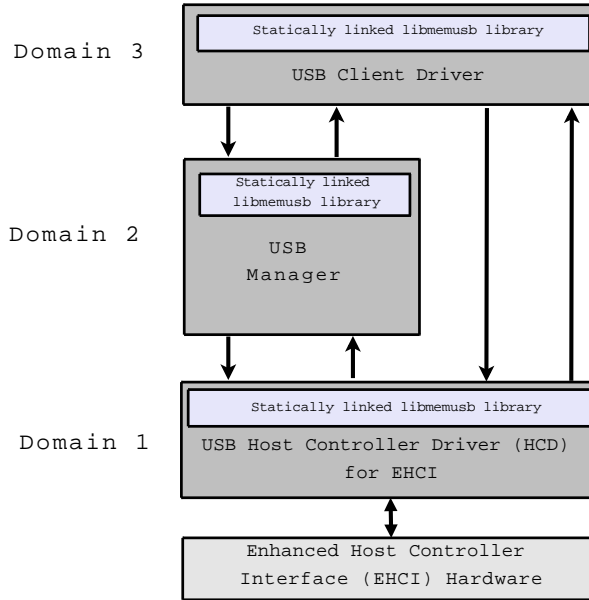 Domain 3
Statically linked libmemusb library
USB Client Driver
Domain 2
Statically linked
libmemusb library
USB
Manager
Domain 1
Statically linked libmemusb library
USB Host Controller Driver (HCD)
for EHCI
Enhanced Host Controller
Interface (EHCI) Hardware